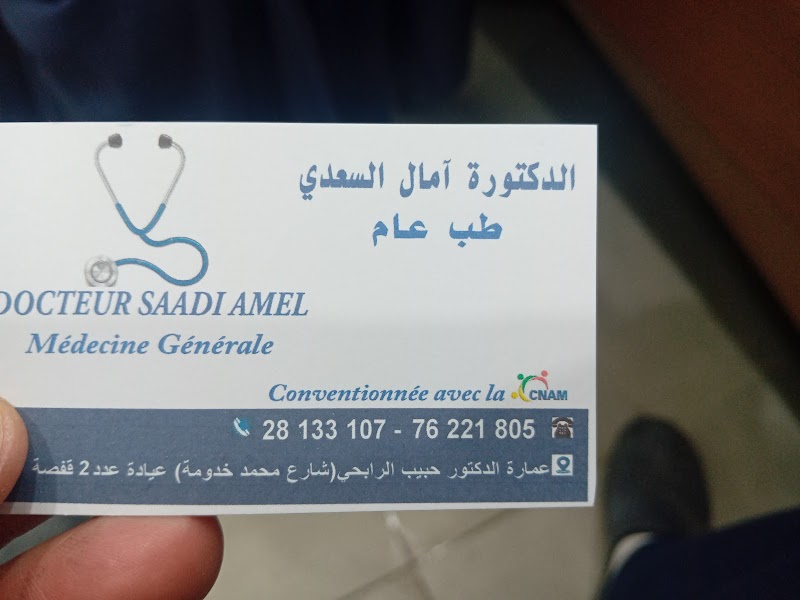 الدكتورة آمال السعدي
طب عام
DOCTEUR SAADI AMEL
Médecine Générale
Conventionnée avec la CNAM
28 133 107 - 76 221 805
عمارة الدكتور حبيب الرابحي(شارع محمد خدومة) عيادة عدد 2 قفصة